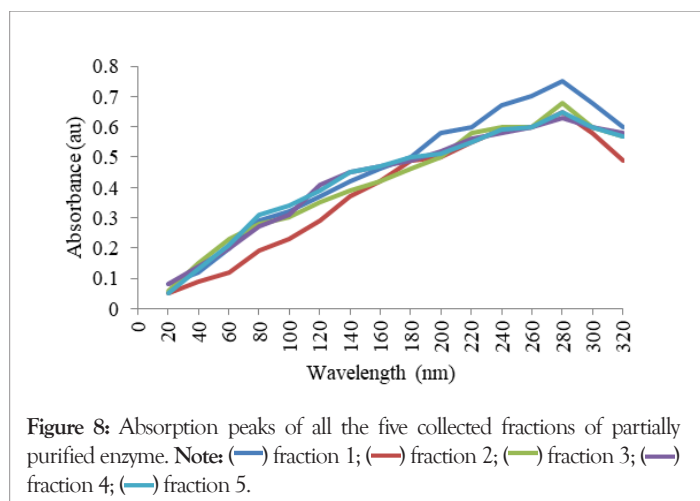 0.8
0.7
0.6
0.5
0.4
0.3
0.2
0.1
0
Absorbance (au)
0 20 40 60 80 100 120 140 160 180 200 220 240 260 280 300 320
Wavelength (nm)
Figure 8: Absorption peaks of all the five collected fractions of partially
purified enzyme. Note: (—) fraction 1; (—) fraction 2; (—) fraction 3; (—)
fraction 4; (—) fraction 5.